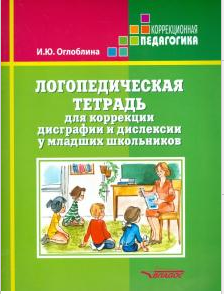 КОРРЕКЦИОННАЯ
ПЕДАГОГИКА
И.Ю. Оглоблина
ЛОГОПЕДИЧЕСКАЯ
ТЕТРАДЬ
для коррекции
дисграфии и дислексии
у младших школьников
ВЛАДОС